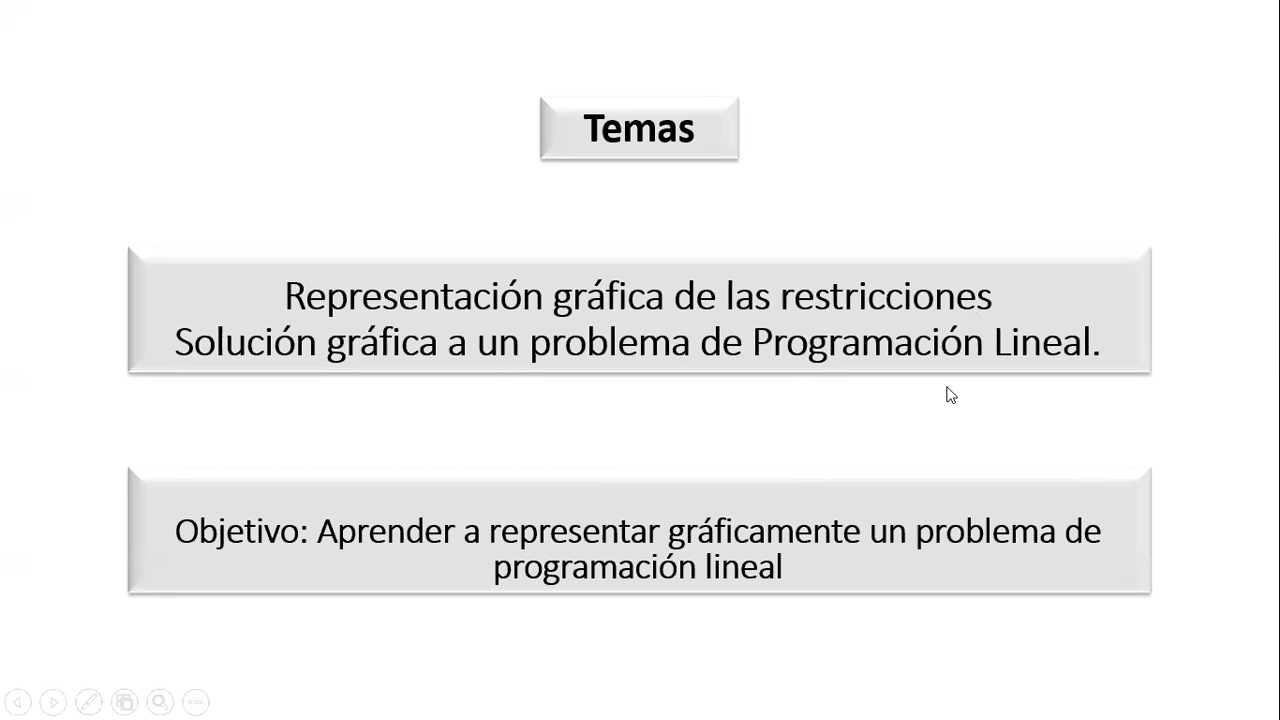 Temas
Representación gráfica de las restricciones
Solución gráfica a un problema de Programación Lineal.
Objetivo: Aprender a representar gráficamente un problema de
programación lineal